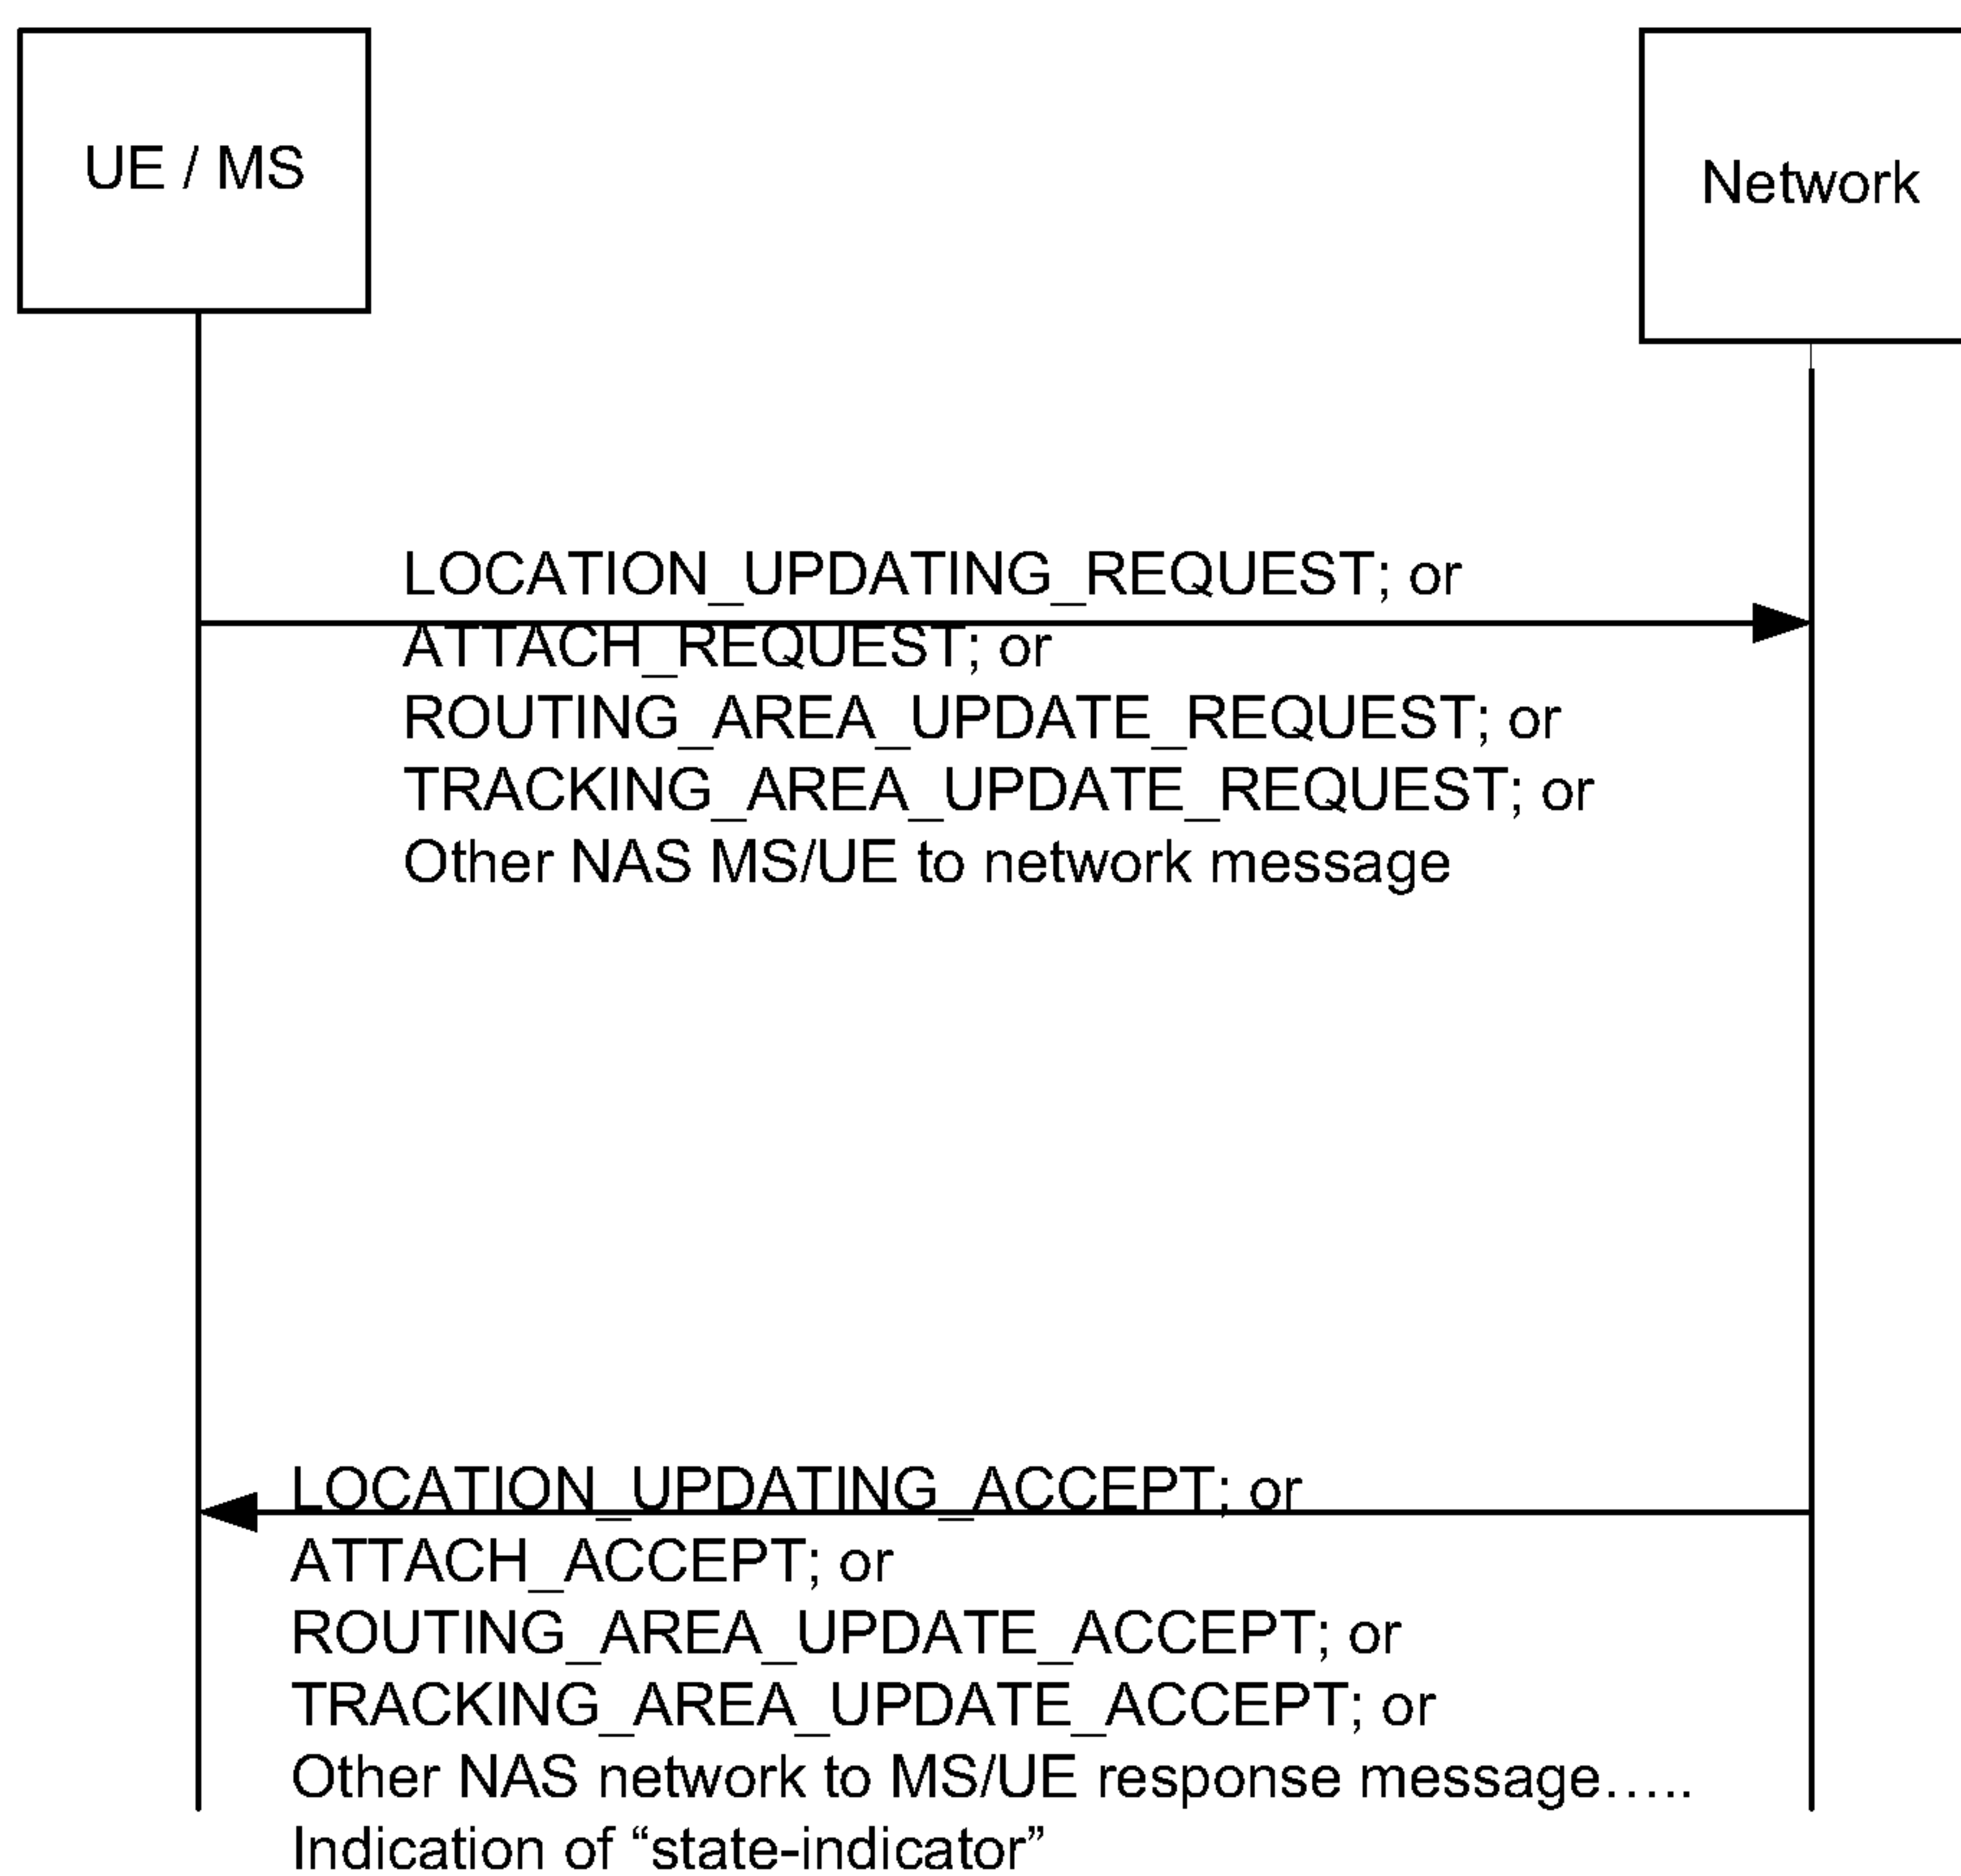 UE / MS
Network
LOCATION_UPDATING_REQUEST; or
ATTACH_REQUEST; or
ROUTING_AREA_UPDATE_REQUEST; or
TRACKING_AREA_UPDATE_REQUEST; or
Other NAS MS/UE to network message
LOCATION_UPDATING_ACCEPT; or
ATTACH_ACCEPT; or
ROUTING_AREA_UPDATE_ACCEPT; or
TRACKING_AREA_UPDATE_ACCEPT; or
Other NAS network to MS/UE response message.....
Indication of “state-indicator”